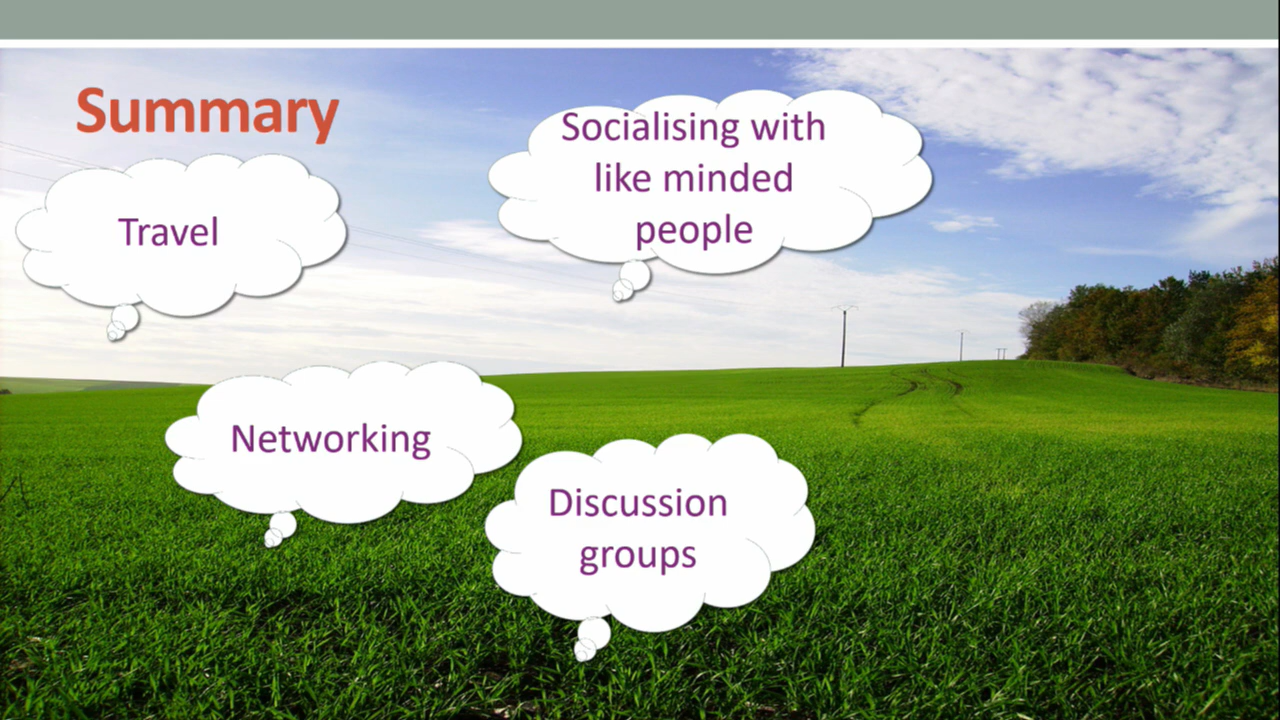 Summary
Travel
Socialising with
like minded
people
Networking
Discussion
groups